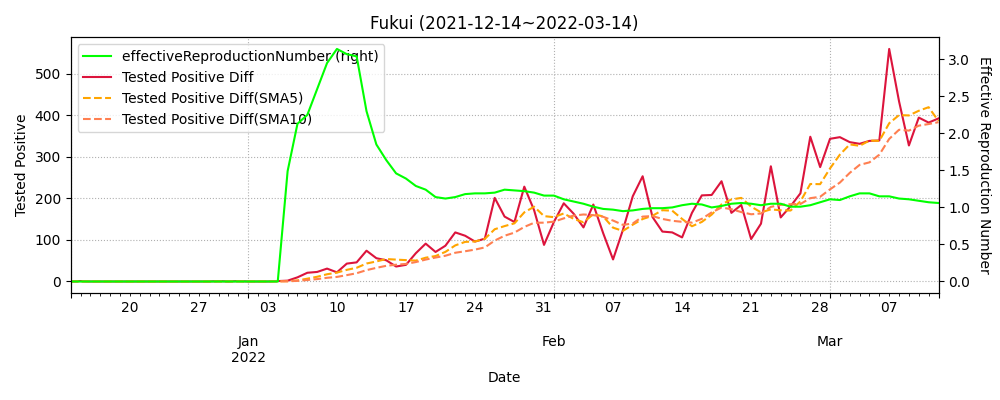 Fukui (2021-12-14~2022-03-14)
effectiveReproductionNumber (right)
Tested Positive Diff
Tested Positive Diff(SMA5)
Tested Positive Diff(SMA10)
Tested Positive
500
400
300
200
100
0
3.0
2.5
2.0
1.5
1.0
0.5
0.0
Effective Reproduction Number
20 27 03 10 17 24 31 07 14 21 28 07
Jan Feb Mar
2022
Date